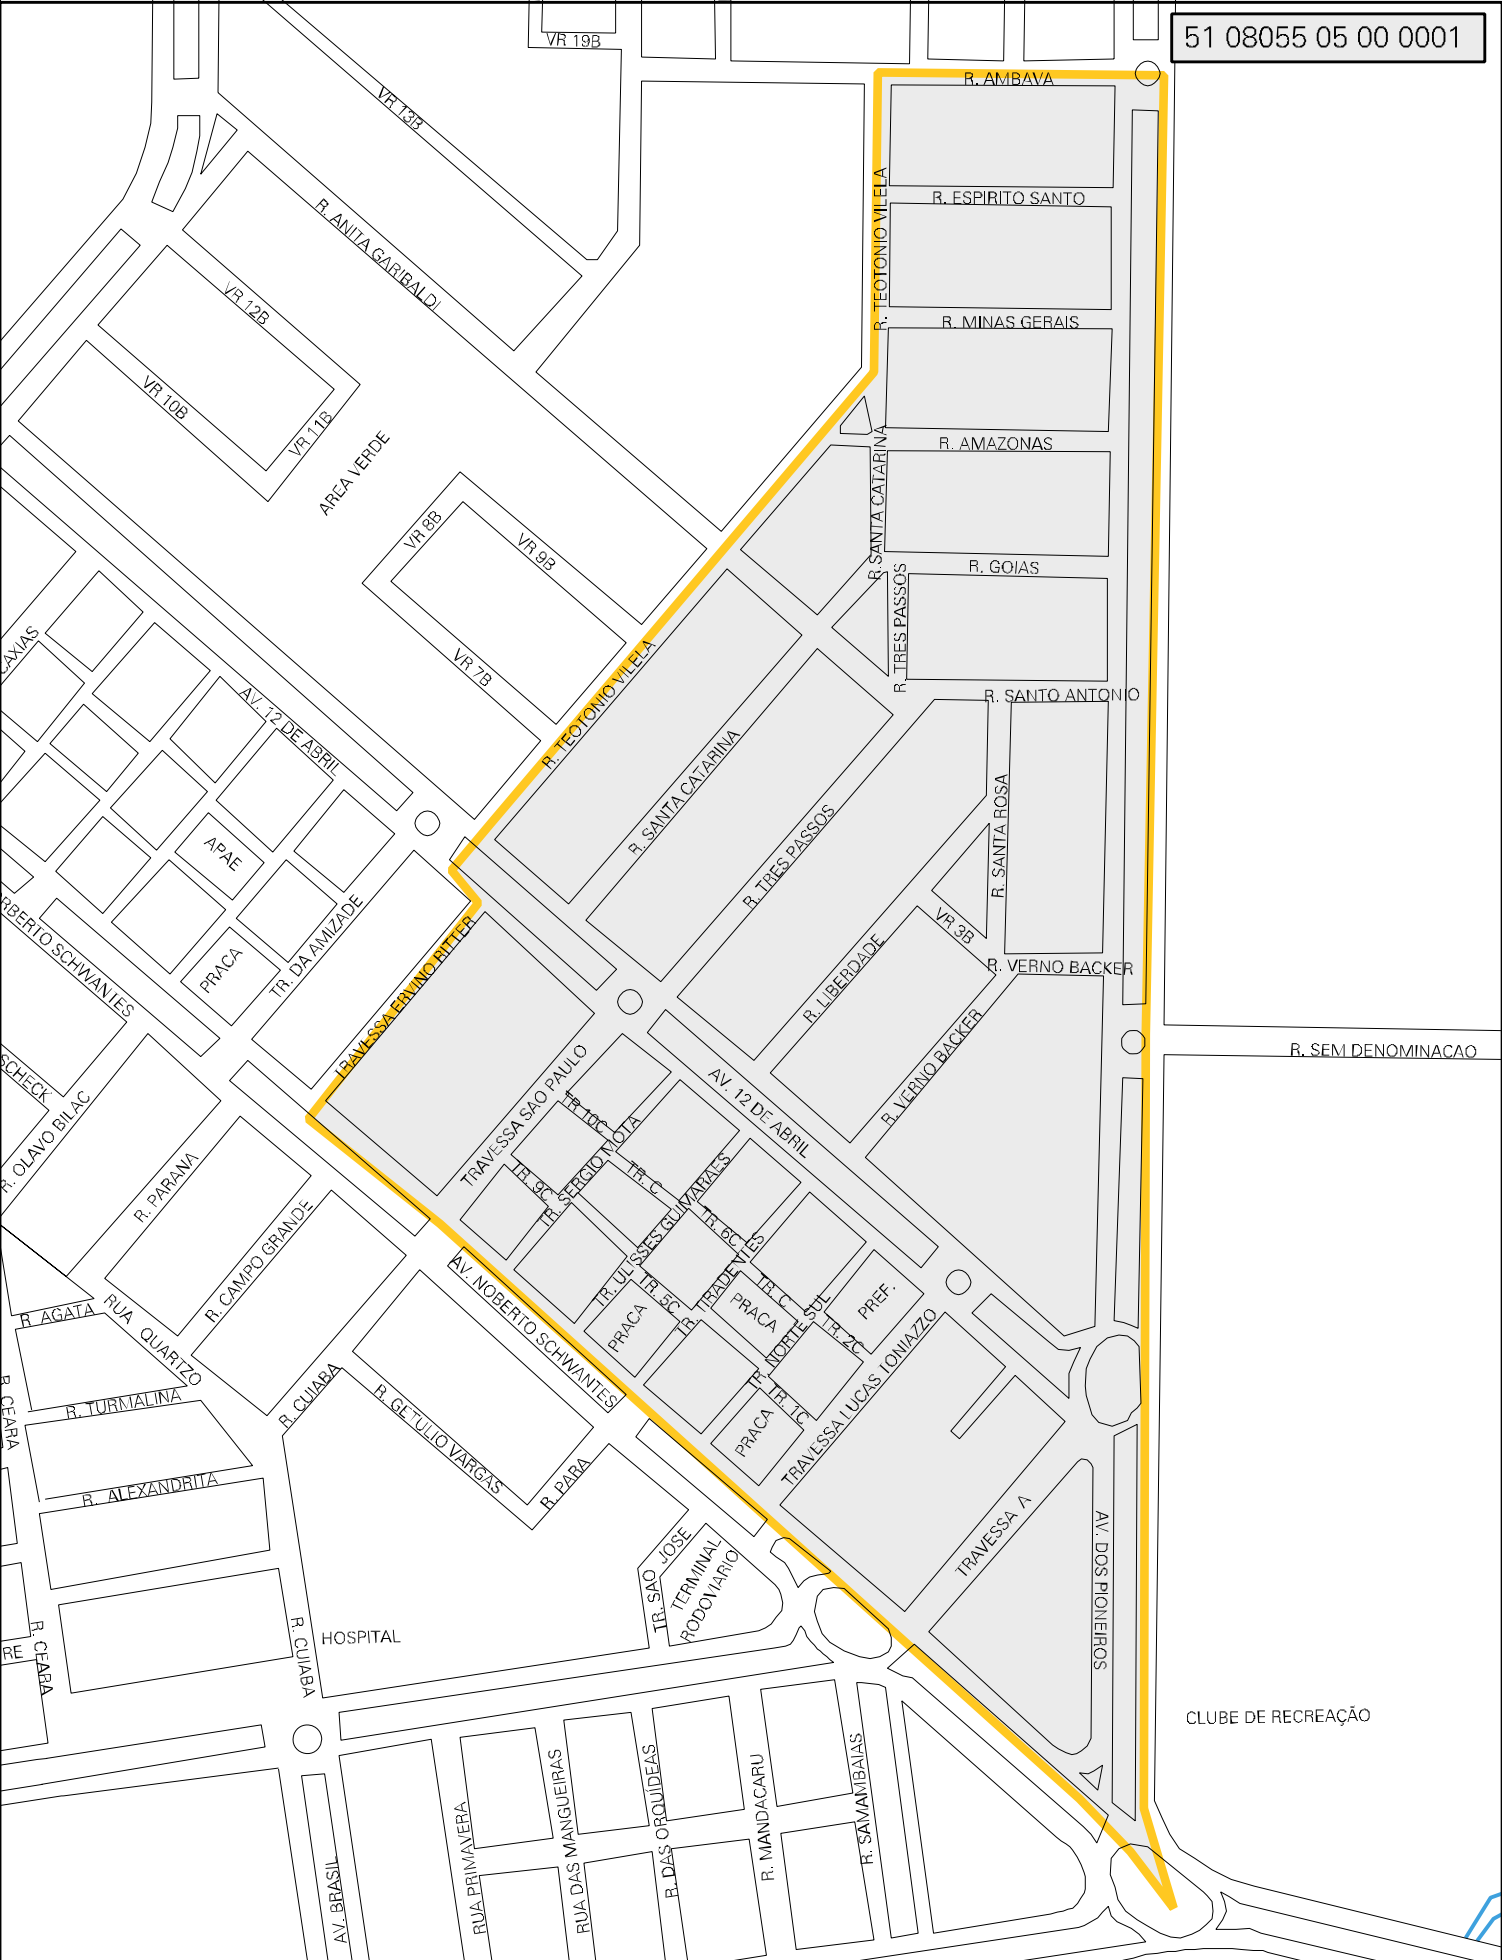 51 08055 05 00 0001
VR 19B
R. AMBAVA
VR 13B
R. ESPIRITO SANTO
R. TEOTONIO VILELA
R. ANITA GARIBALDI
VR 12B
R. MINAS GERAIS
VR 10B
VR 11B
AREA VERDE
R. AMAZONAS
R.SANTA CATARINA
VR 8B
VR 9B
R. GOIAS
R. TRES PASSOS
CAXIAS
VR 7B
R. TEOTONIO VILELA
R. SANTO ANTONIO
AV. 12 DE ABRIL
R. SANTA CATARINA
R. SANTA ROSA
R. TRES PASSOS
APAE
VR 3B
RBERTO SCHWANTES
PRACA
TR. DA AMIZADE
TRAVESSA ERVINO RITTER
R. LIBERDADE
R. VERNO BACKER
R. VERNO BACKER
R. SEM DENOMINACAO
SCHECK
R. OLAVO BILAC
TRAVESSA SAO PAULO
TR 10C
AV. 12 DE ABRIL
R. PARANA
TR. 9C
TR. SERGIO MOTA
TR. C
TR. ULISSES GUIMARAES
TR. 6C
R. CAMPO GRANDE
AV. NOBERTO SCHWANTES
TR. 5C
TR. TIRADENTES
TR. C
PREF.
R. AGATA
RUA QUARTZO
PRACA
PRACA
TR. NORTE SUL
TR. 2C
TRAVESSA LUCAS TONIAZZO
R. CEARA
R. TURMALINA
R. CUIABA
R. GETULIO VARGAS
TR. 1C
PRACA
R. PARA
R. ALEXANDRITA
TRAVESSA A
AV. DOS PIONEIROS
TR. SAO JOSE
TERMINAL
RODOVIARIO
R. CEARA
RE
R. CUIABA
HOSPITAL
CLUBE DE RECREAÇÃO
AV. BRASIL
RUA PRIMAVERA
RUA DAS MANGUEIRAS
R. DAS ORQUÍDEAS
R. MANDACARU
R. SAMAMBAIAS